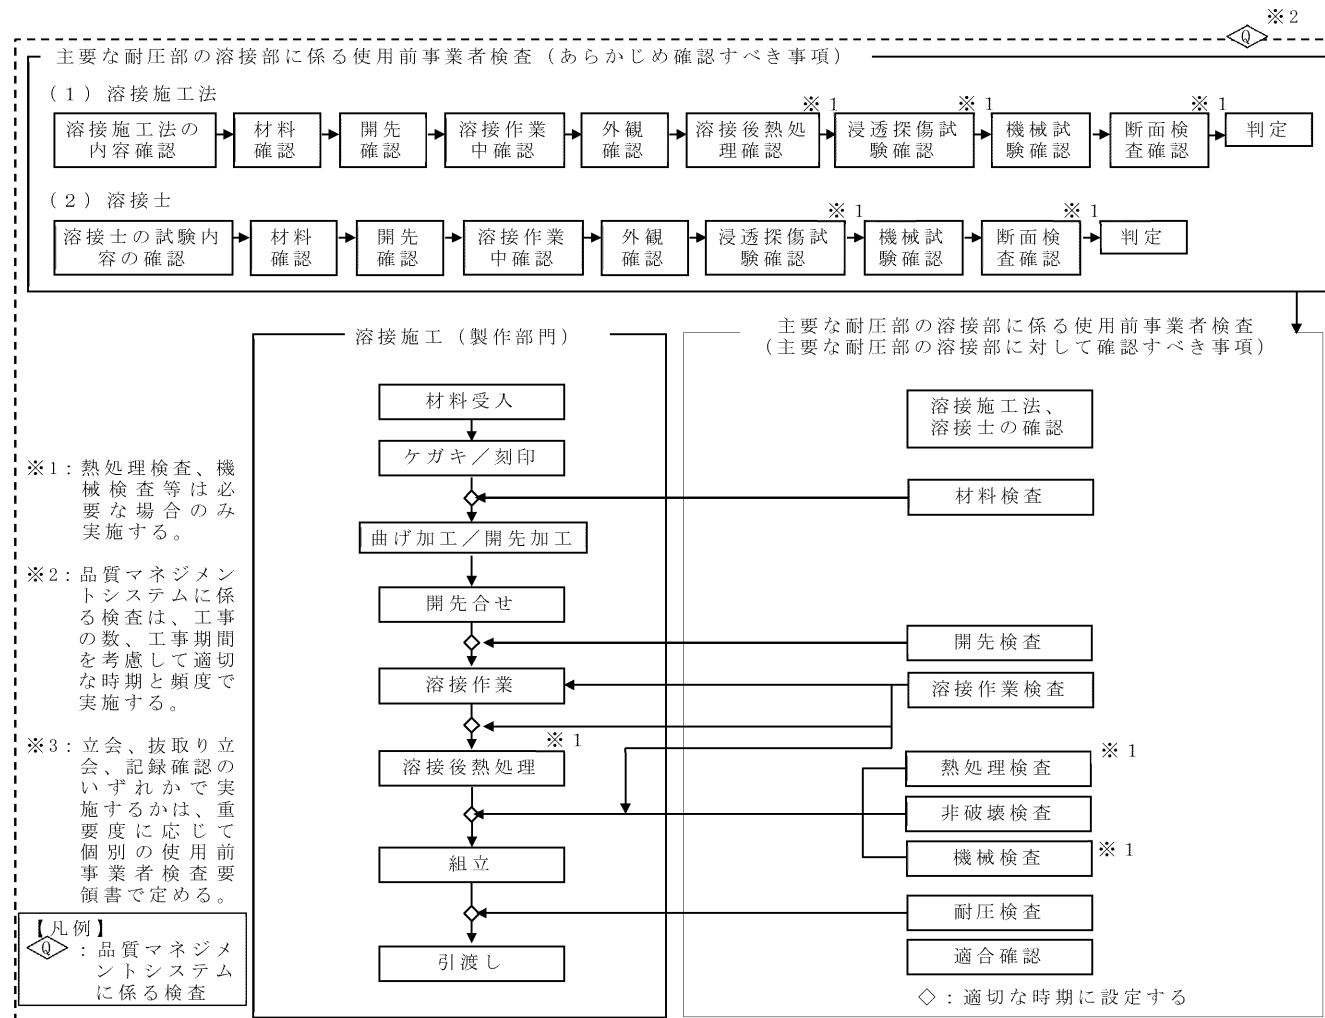 ※2
Q
主要な耐圧部の溶接部に係る使用前事業者検査(あらかじめ確認すべき事項)
(1)溶接施工法
※1
※1
※1
溶接施工法の
内容確認
材料
確認
開先
確認
溶接作業
中確認
外観
確認
溶接後熱処
理確認
浸透探傷試
験確認
機械試
験確認
断面検
査確認
判定
(2)溶接士
※1
※1
溶接士の試験内
容の確認
材料
確認
開先
確認
溶接作業
中確認
外観
確認
浸透探傷試
験確認
機械試
験確認
断面検
査確認
判定
溶接施工(製作部門)
材料受入
ケガキ/刻印
曲げ加工/開先加工
開先合せ
溶接作業
※1
溶接後熱処理
組立
引渡し
主要な耐圧部の溶接部に係る使用前事業者検査
(主要な耐圧部の溶接部に対して確認すべき事項)
溶接施工法、
溶接士の確認
材料検査
開先検査
溶接作業検査
熱処理検査
※1
非破壊検査
機械検査
※1
耐圧検査
適合確認
◇:適切な時期に設定する
※1:熱処理検査、機
械検査等は必
要な場合のみ
実施する。
※2:品質マネジメン
トシステムに係
る検査は、工事
の数、工事期間
を考慮して適切
な時期と頻度で
実施する。
※3:立会、抜取り立
会、記録確認の
いずれかで実
施するかは、重
要度に応じて
個別の使用前
事業者検査要
領書で定める。
【凡例】
Q:品質マネジメ
ントシステム
に係る検査